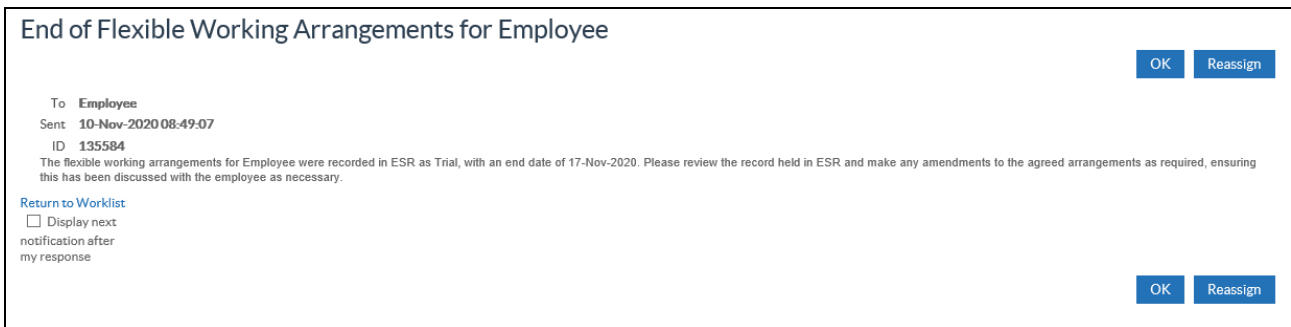 End of Flexible Working Arrangements for Employee
OK Reassign
To Employee
Sent 10-Nov-2020 08:49:07
ID 135584
The flexible working arrangements for Employee were recorded in ESR as Trial, with an end date of 17-Nov-2020. Please review the record held in ESR and make any amendments to the agreed arrangements as required, ensuring
this has been discussed with the employee as necessary.
Return to Worklist
Display next
notification after
my response
OK Reassign